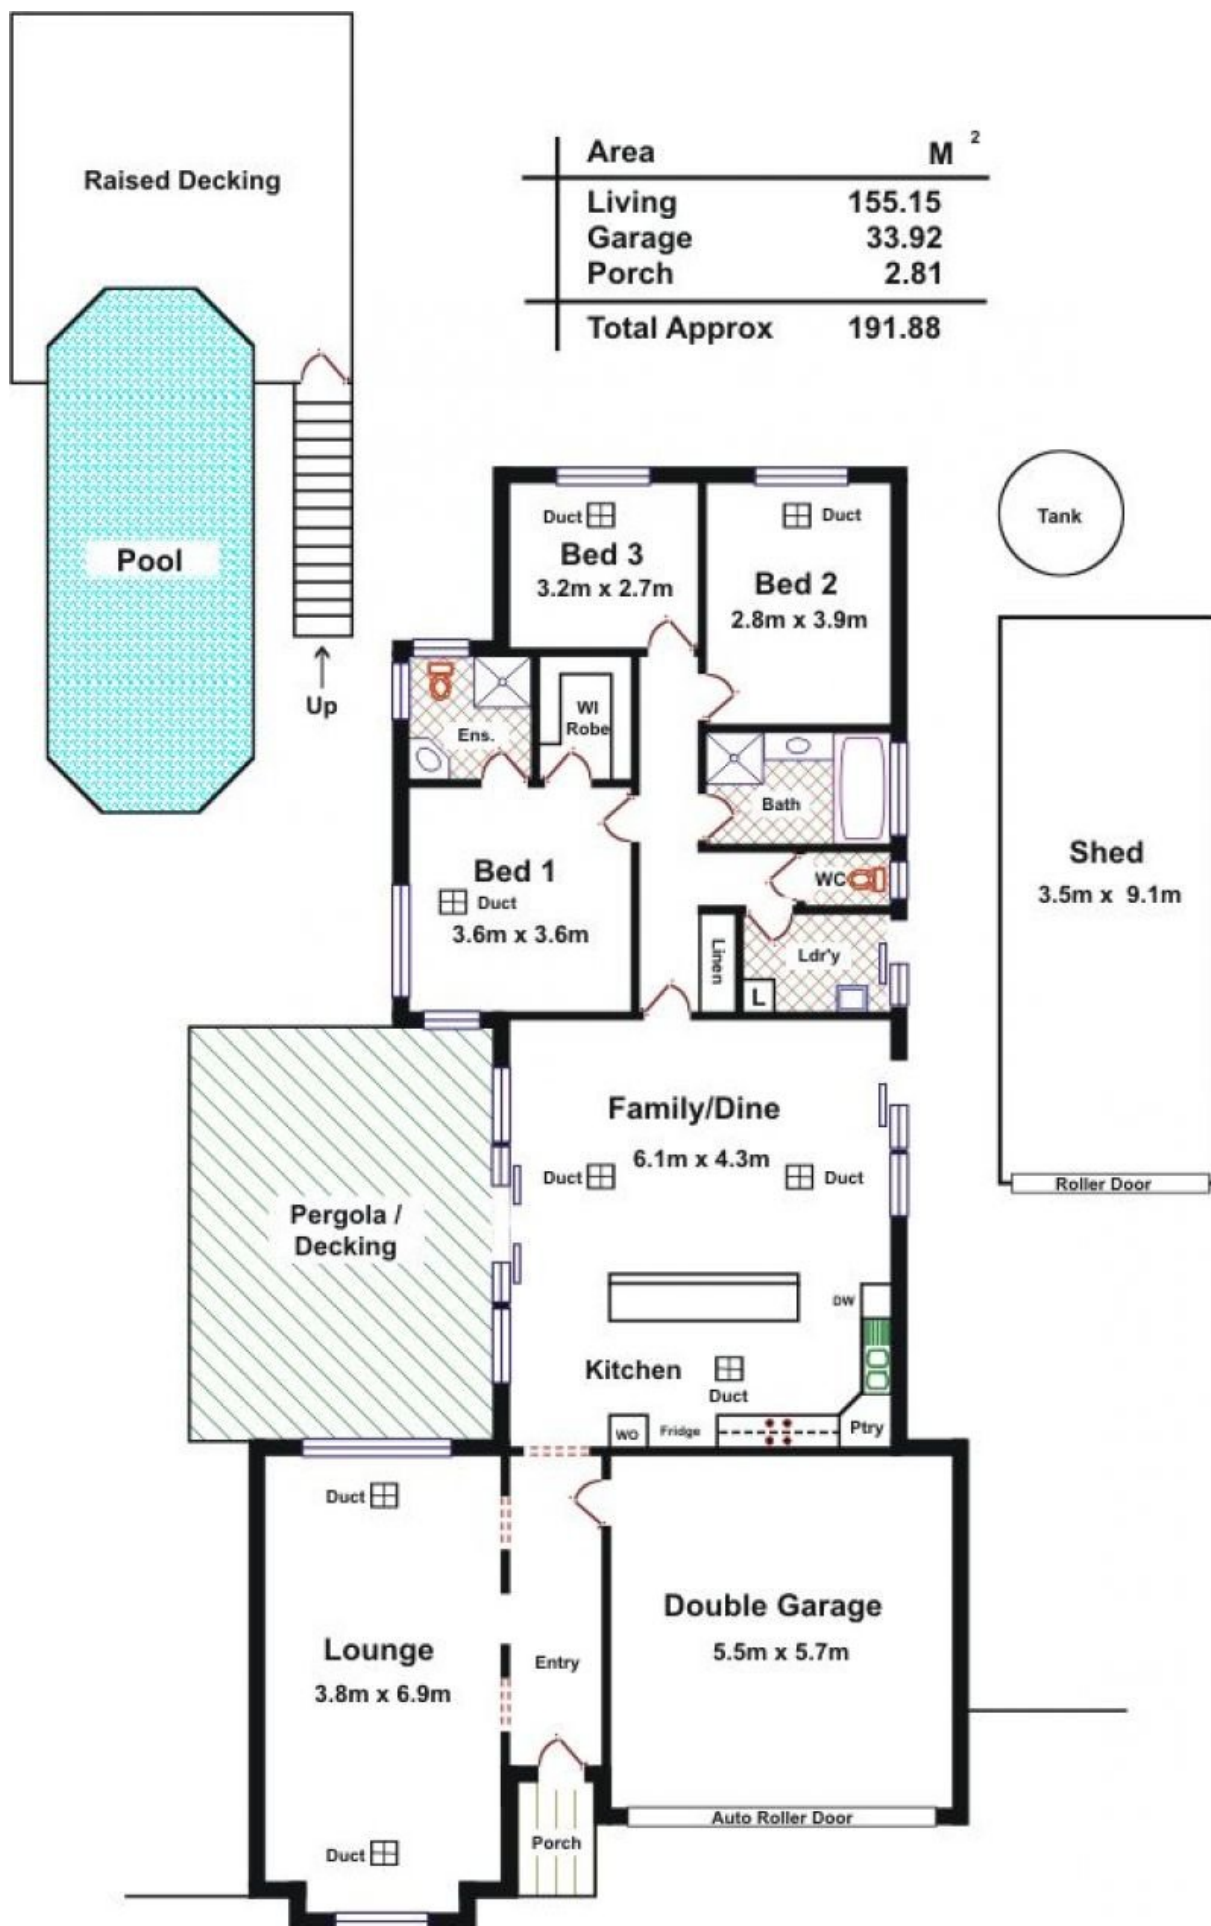 Raised Decking
Area M 2
Living 155.15
Garage 33.92
Porch 2.81
Total Approx 191.88
Pool
Up
Duct
Bed 3
3.2m x 2.7m
Duct
Bed 2
2.8m x 3.9m
Tank
Ens.
WI
Robe
Bath
Bed 1
Duct
3.6m x 3.6m
WC
Linen
Ldr'y
L
Shed
3.5m x 9.1m
Roller Door
Family/Dine
6.1m x 4.3m
Duct
Duct
Pergola /
Decking
DW
Kitchen
Duct
WO
Fridge
Ptry
Duct
Lounge
3.8m x 6.9m
Duct
Entry
Double Garage
5.5m x 5.7m
Auto Roller Door
Porch